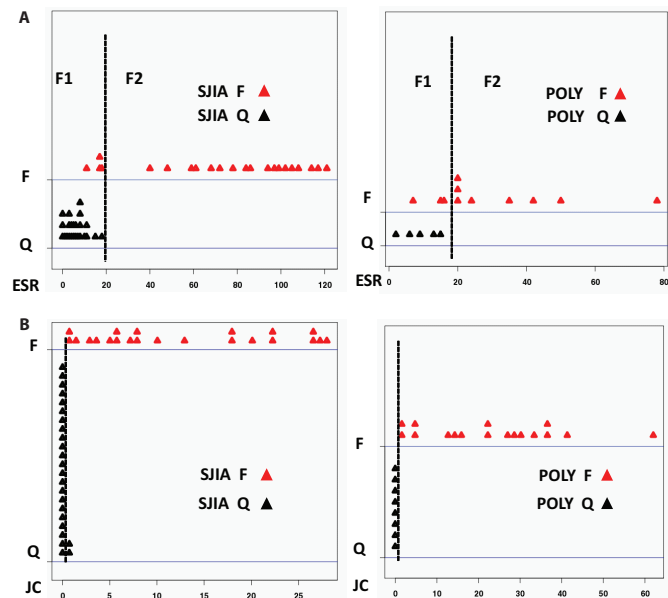 A
F1 F2
SJIA F
SJIA Q
F
Q
ESR 0 20 40 60 80 100 120
F1 F2
POLY F
POLY Q
F
Q
ESR 0 20 40 60 80
B
F
SJIA F
SJIA Q
Q
JC 0 5 10 15 20 25
F
POLY F
POLY Q
Q
JC 0 10 20 30 40 50 60